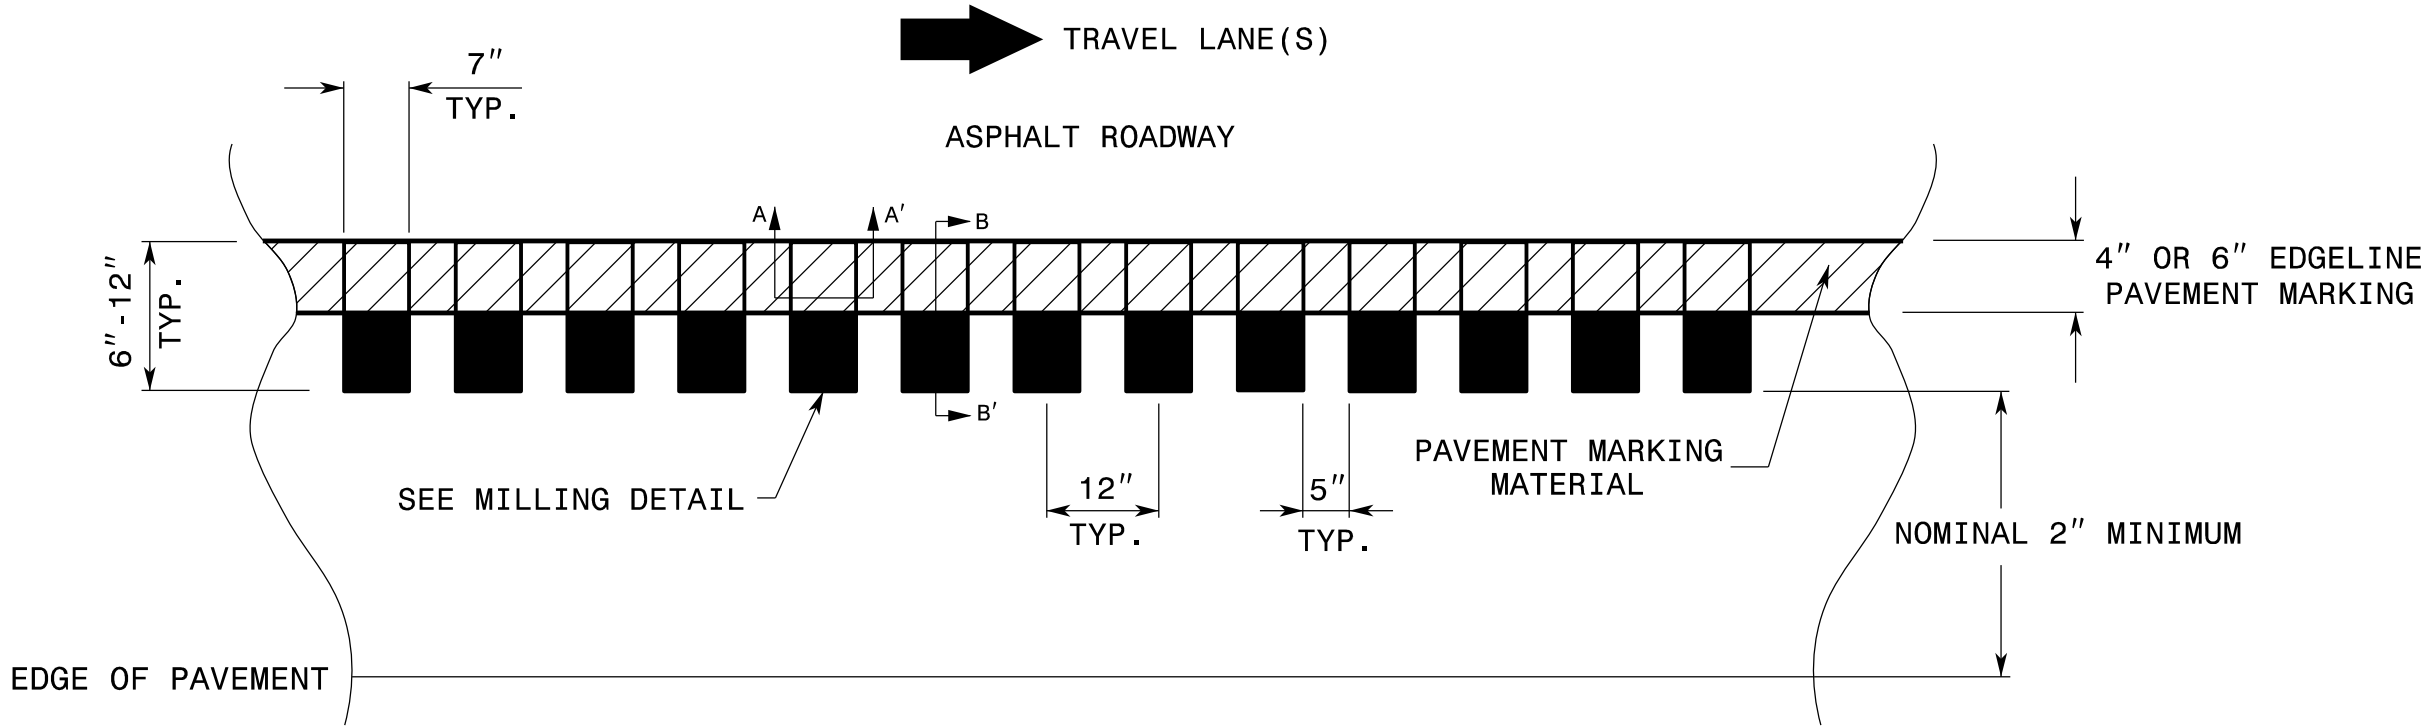 TRAVEL LANE(S)
7"
TYP.
ASPHALT ROADWAY
A
A'
B
6"-12"
TYP.
4" OR 6" EDGELINE
PAVEMENT MARKING
B'
SEE MILLING DETAIL
12"
TYP.
5"
TYP.
PAVEMENT MARKING
MATERIAL
NOMINAL 2" MINIMUM
EDGE OF PAVEMENT